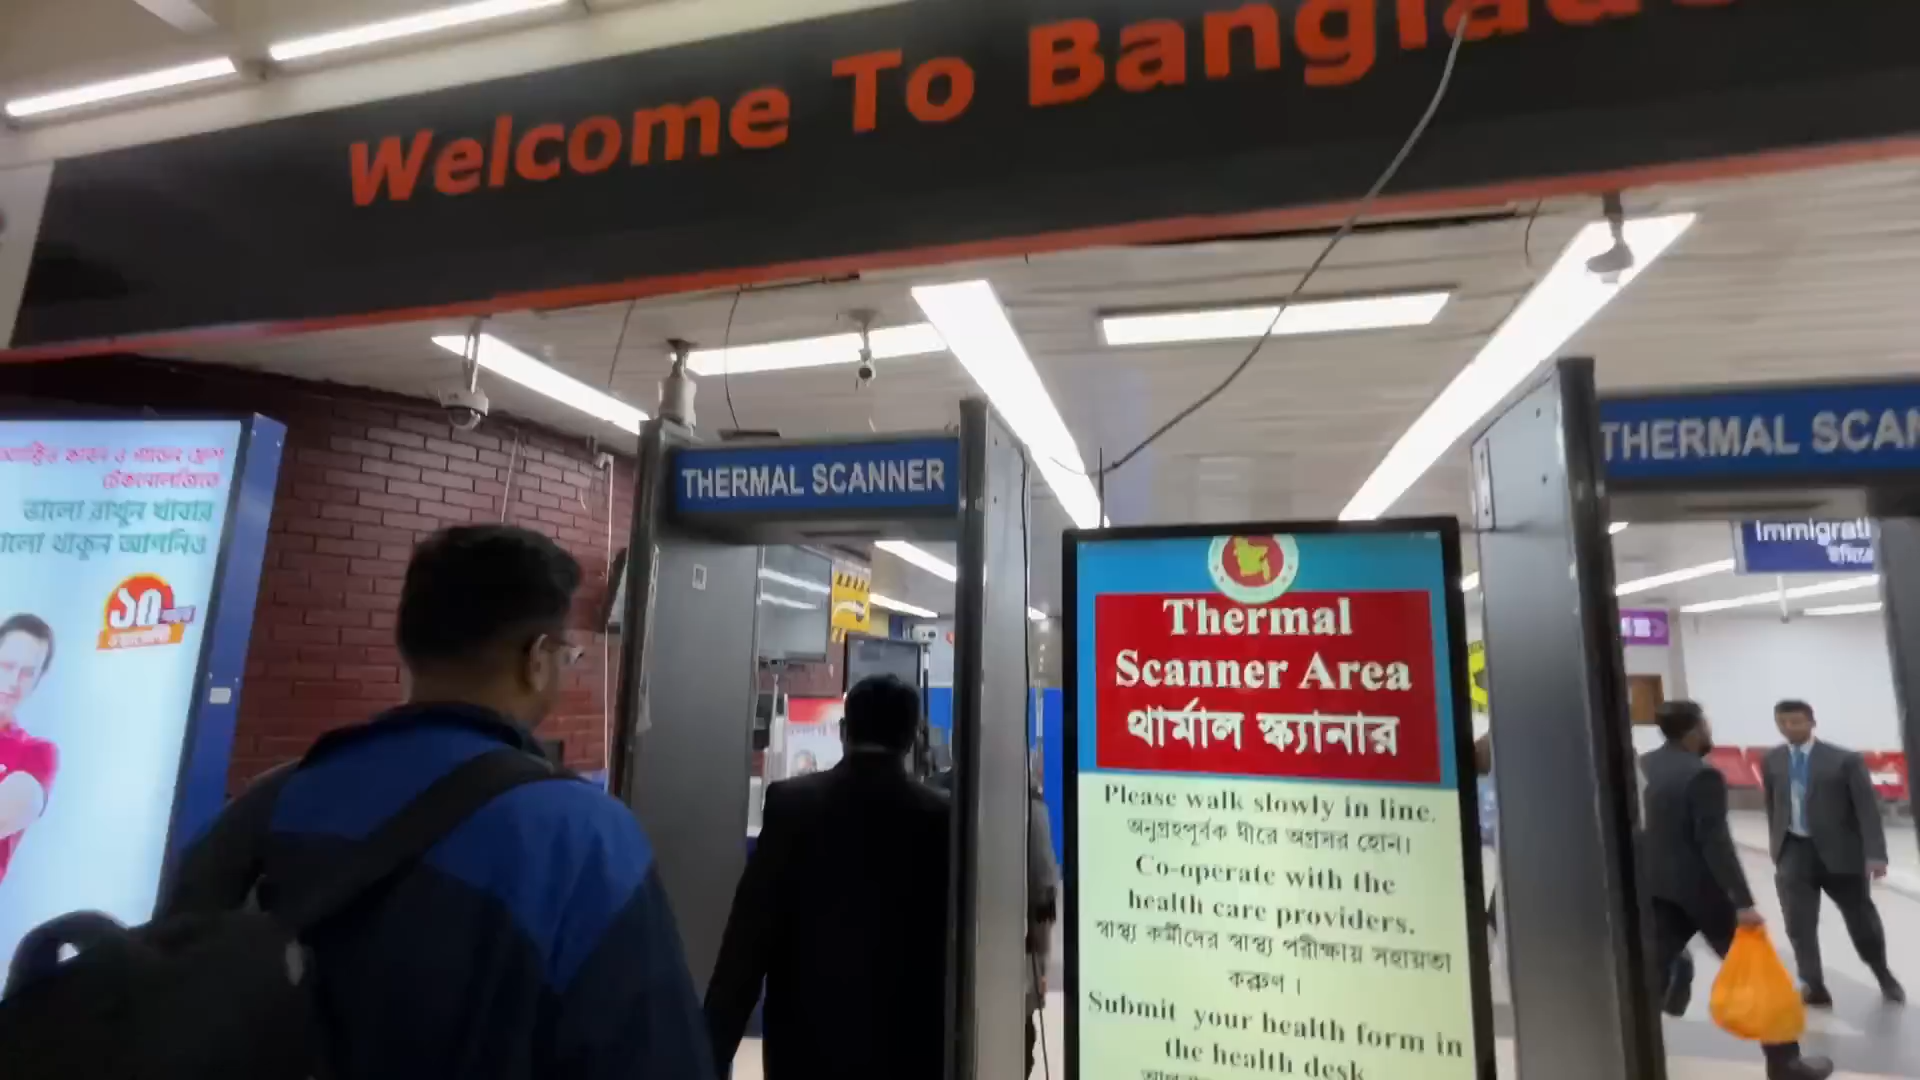 Welcome To Banglad
THERMAL SCANNER
THERMAL SCAN
Immigrati
ভালো রাখুন খাবার
লো থাকুন আপনিও
১০
Thermal
Scanner Area
থার্মাল স্ক্যানার
Please walk slowly in line.
অনুগ্রহপূর্বক ধীরে অগ্রসর হোন।
Co-operate with the
health care providers.
স্বাস্থ্য কর্মীদের স্বাস্থ্য পরীক্ষায় সহায়তা
করুণ।
Submit your health form in
the health desk